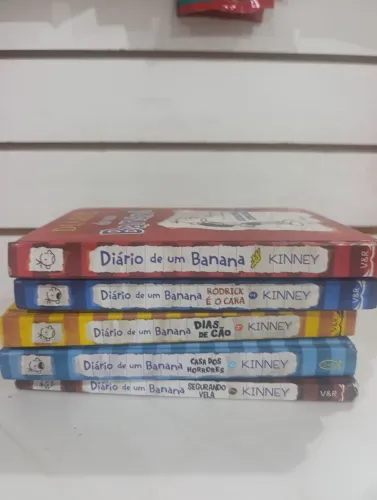 Diário de um Banana KINNEY V&R
Diário de um Banana RODRICK É O CARA KINNEY V&R
Diário de um Banana DIAS DE CÃO KINNEY
Diário de um Banana CASA DOS HORRORES KINNEY
Diário de um Banana SEGURANDO VELA KINNEY V&R